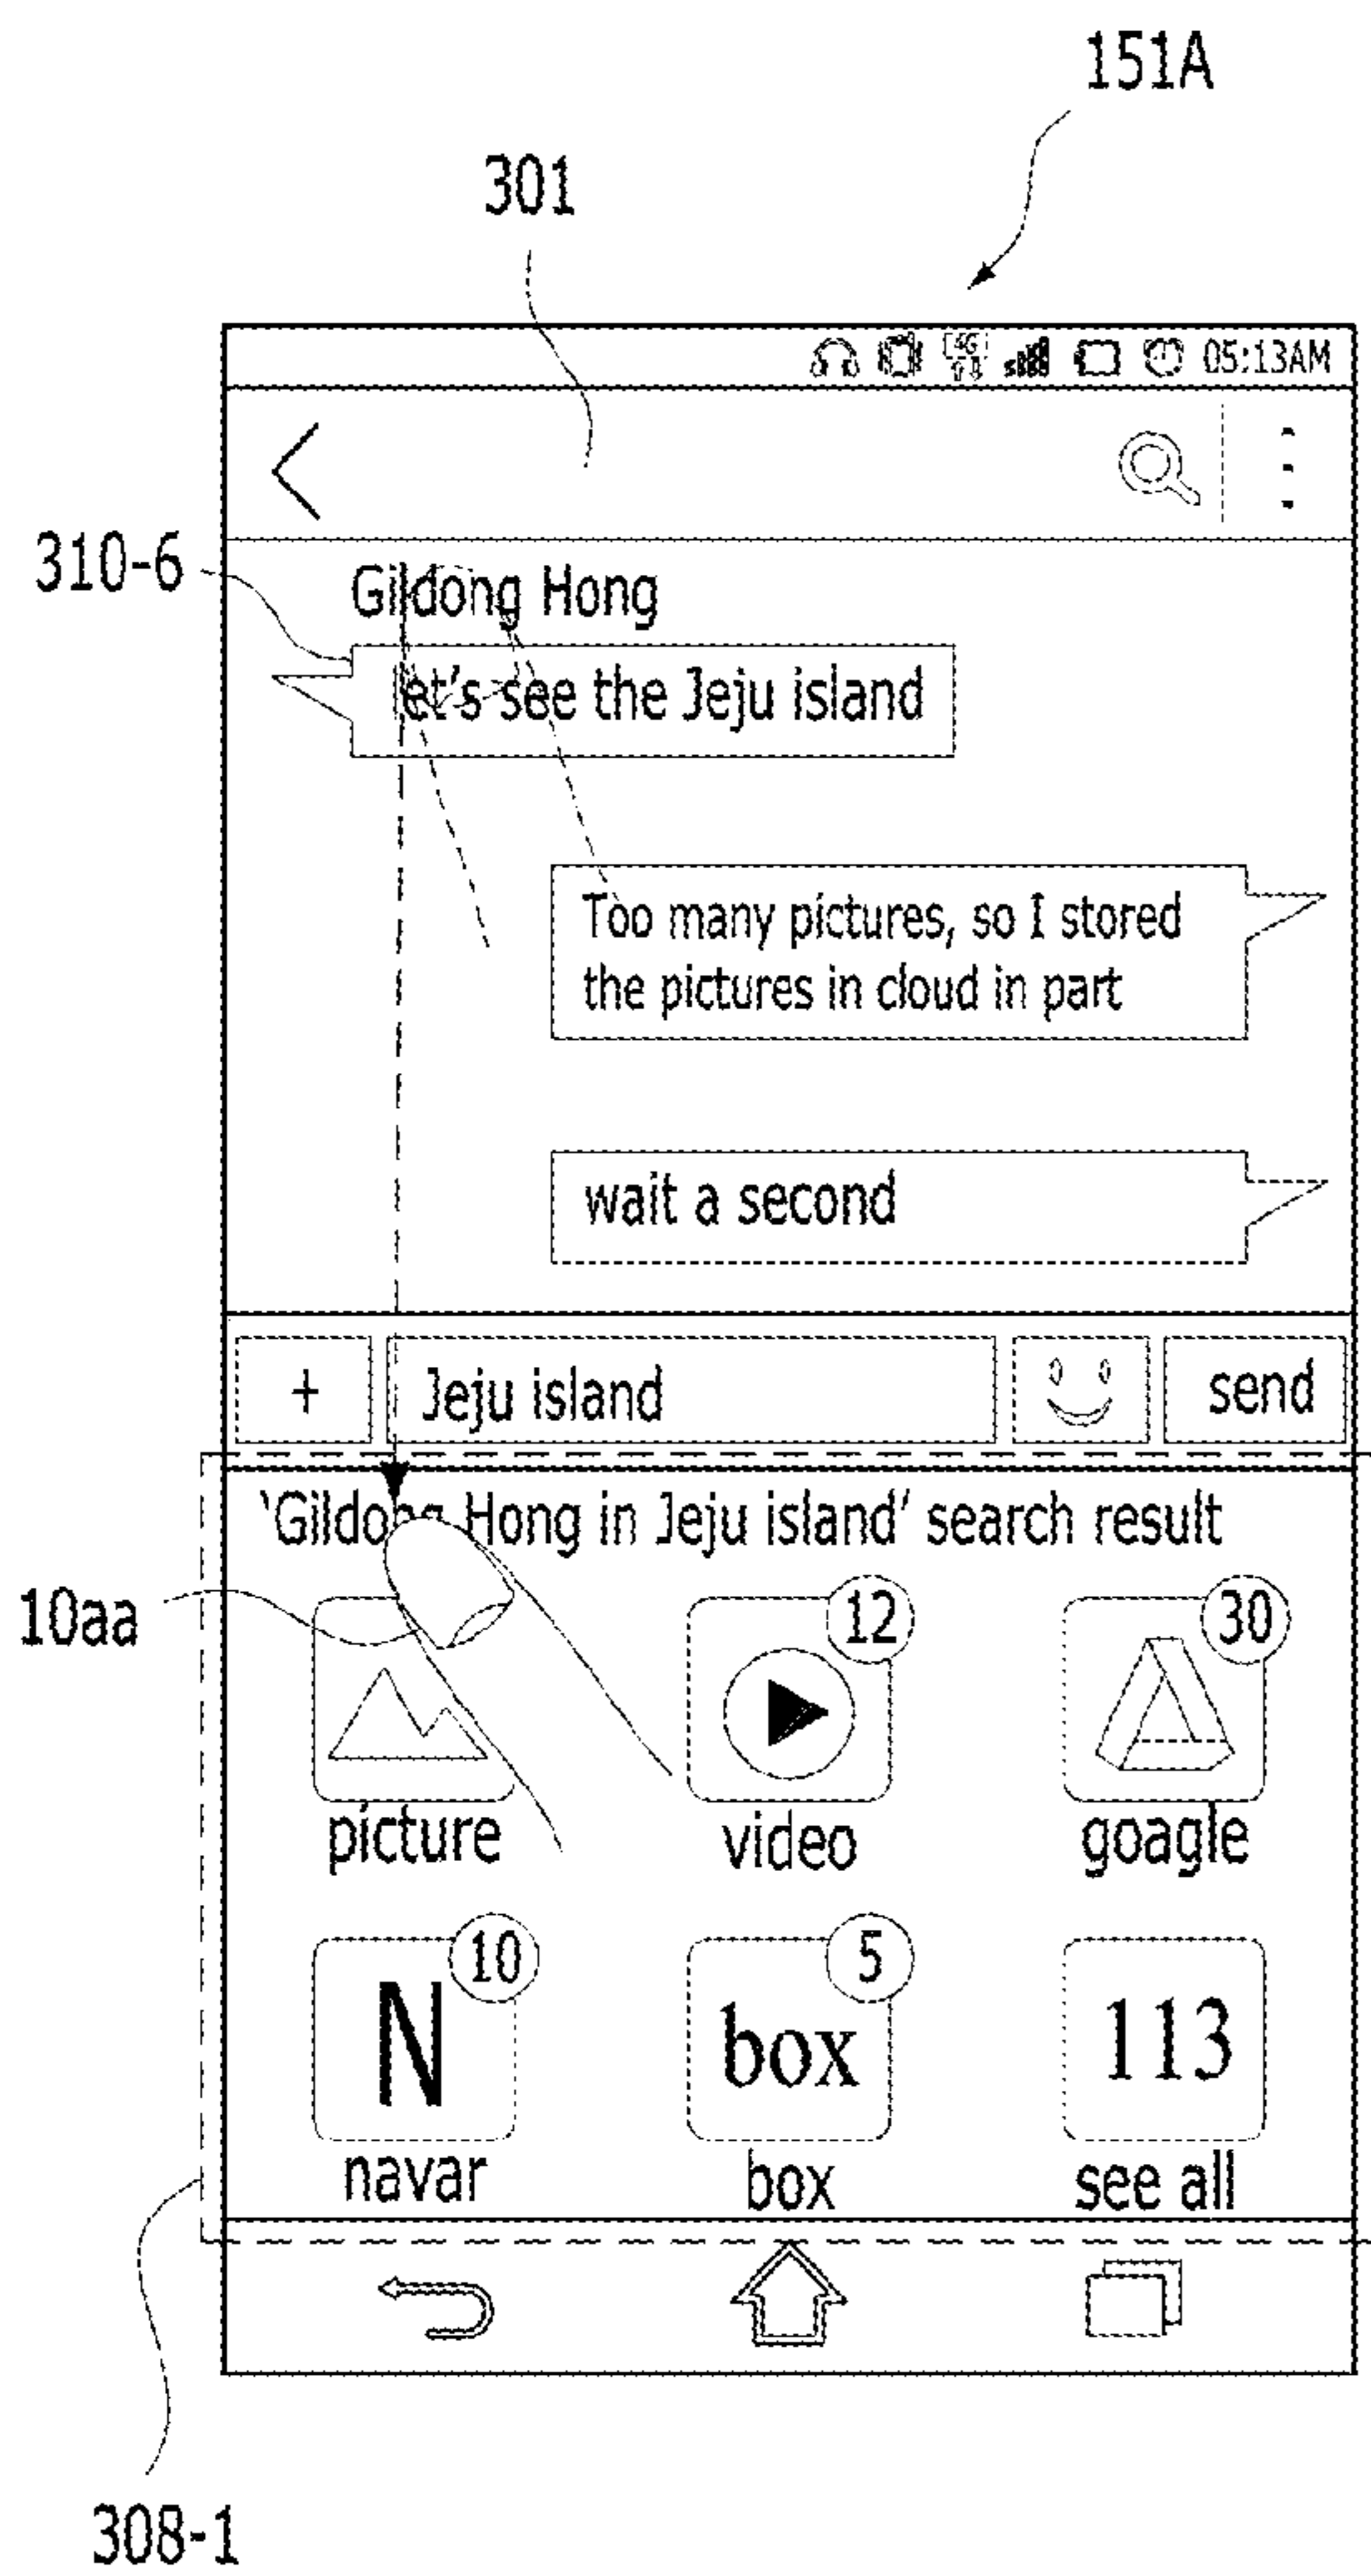 151A
301
4G
05:13AM
310-6
Gildong Hong
let's see the Jeju island
Too many pictures, so I stored
the pictures in cloud in part
wait a second
+
Jeju island
send
'Gildong Hong in Jeju island' search result
10aa
12
30
picture
video
goagle
10
5
N
box
113
navar
box
see all
308-1